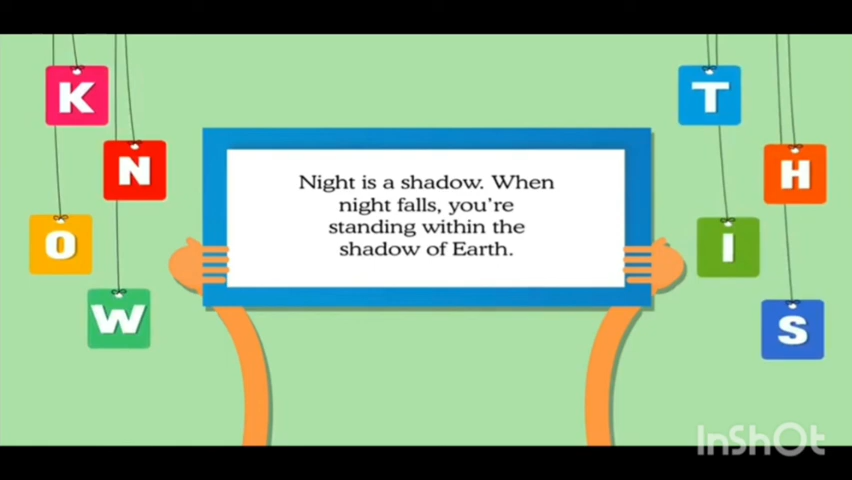 K
N
O
W
T
H
I
S
Night is a shadow. When
night falls, you're
standing within the
shadow of Earth.
InShOt